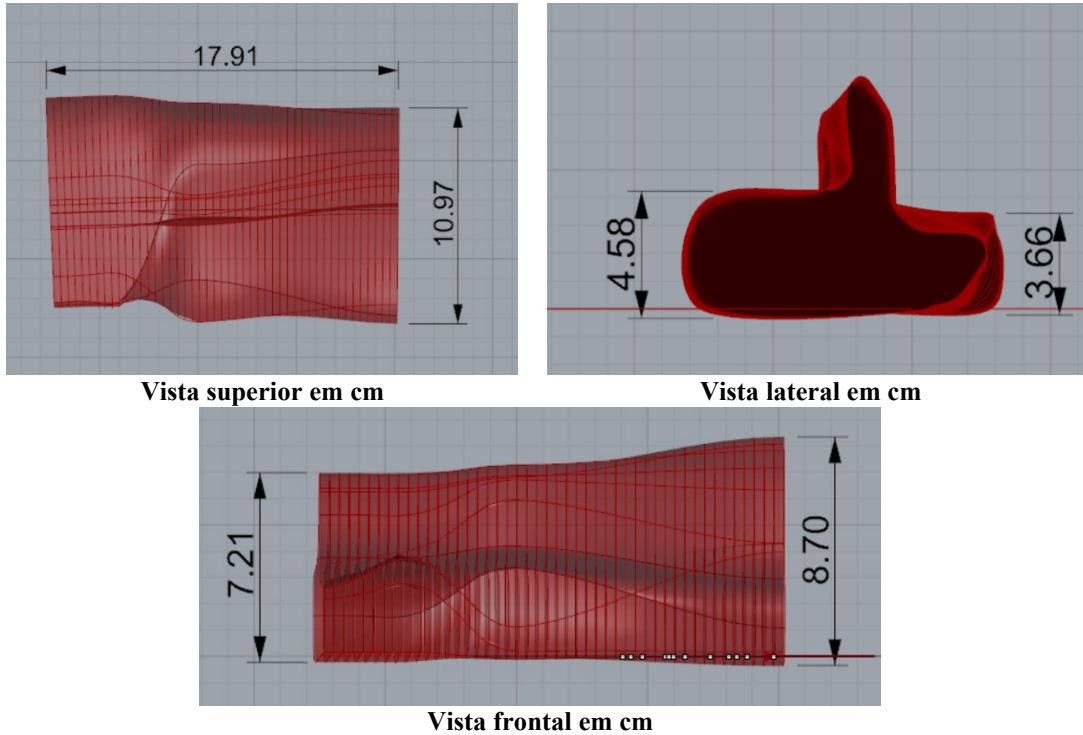 17.91
10.97
4.58
3.66
Vista superior em cm
Vista lateral em cm
7.21
8.70
Vista frontal em cm